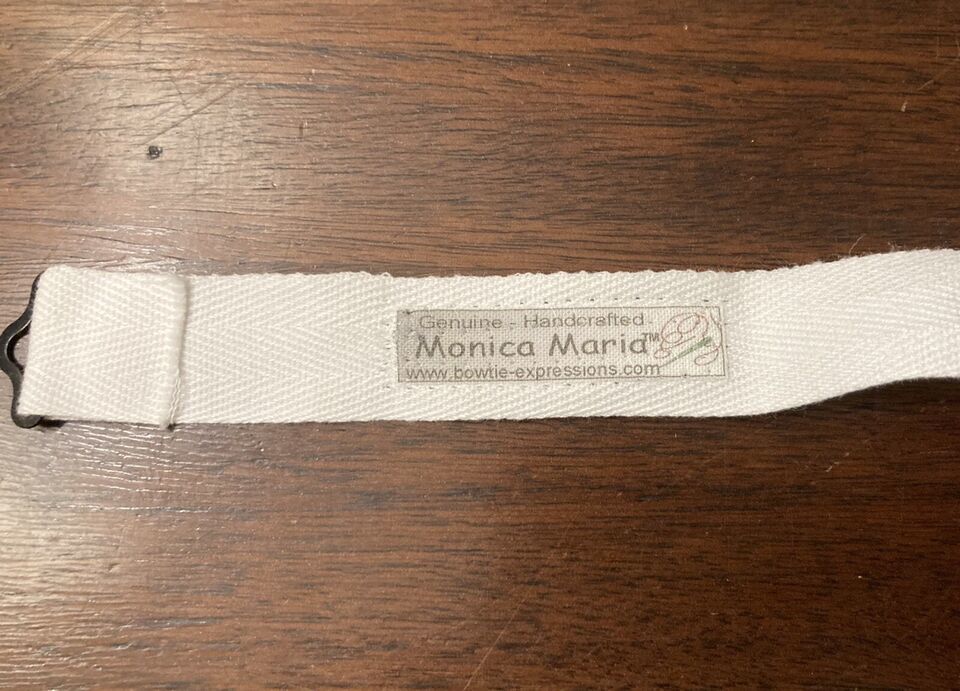 Genuine - Handcrafted
Monica Maria™
www.bowtie-expressions.com